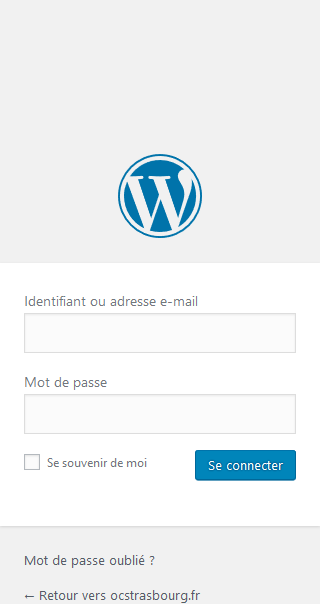 Identifiant ou adresse e-mail
Mot de passe
Se souvenir de moi
Se connecter
Mot de passe oublié ?
← Retour vers ocstrasbourg.fr